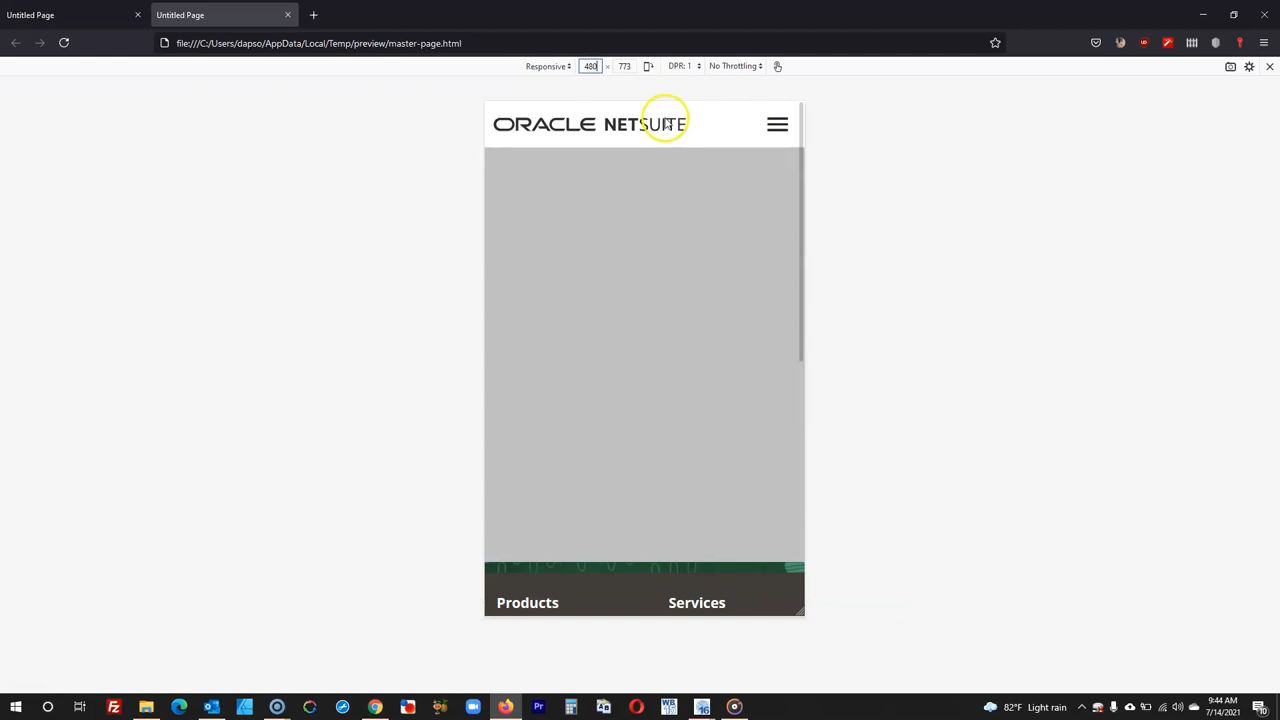 Untitled Page
Untitled Page
file:///C:/Users/dapso/AppData/Local/Temp/preview/master-page.html
Responsive 480 × 773 DPR: 1 No Throttling
ORACLE NETSUITE
Products Services
82°F Light rain
9:44 AM
7/14/2021